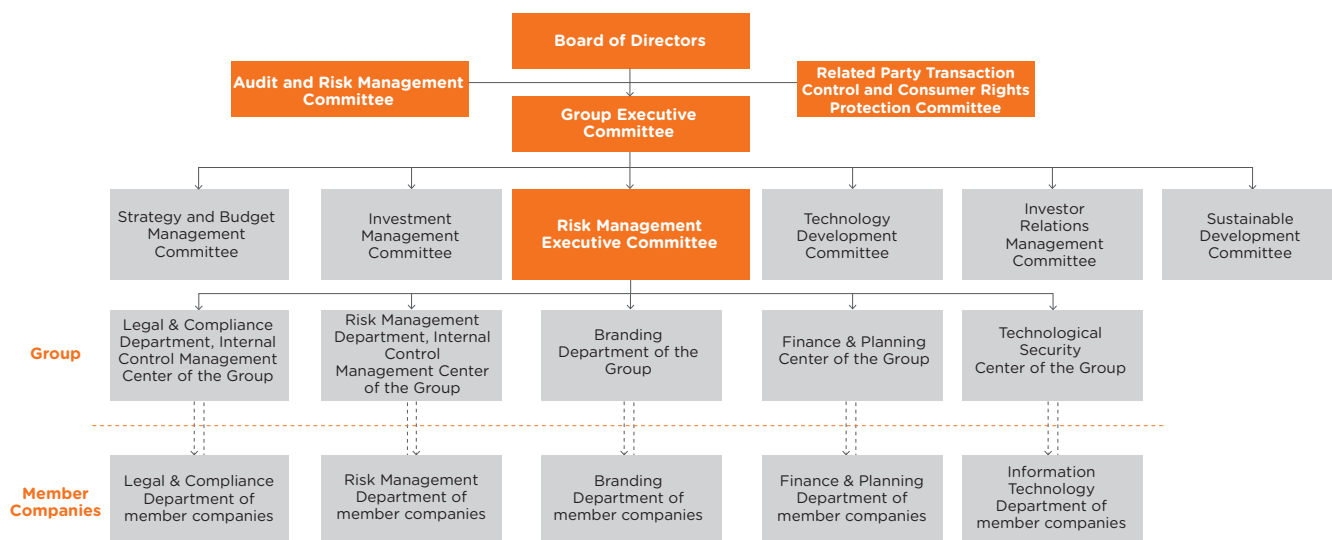 Board of Directors
Audit and Risk Management
Committee
Related Party Transaction
Control and Consumer Rights
Protection Committee
Group Executive
Committee
Strategy and Budget
Management
Committee
Investment
Management
Committee
Risk Management
Executive Committee
Technology
Development
Committee
Investor
Relations
Management
Committee
Sustainable
Development
Committee
Group
Legal & Compliance
Department, Internal
Control Management
Center of the Group
Risk Management
Department, Internal
Control
Management Center
of the Group
Branding
Department of the
Group
Finance & Planning
Center of the Group
Technological
Security
Center of the Group
Member
Companies
Legal & Compliance
Department of
member companies
Risk Management
Department of
member companies
Branding
Department of
member companies
Finance & Planning
Department of
member companies
Information
Technology
Department of
member companies